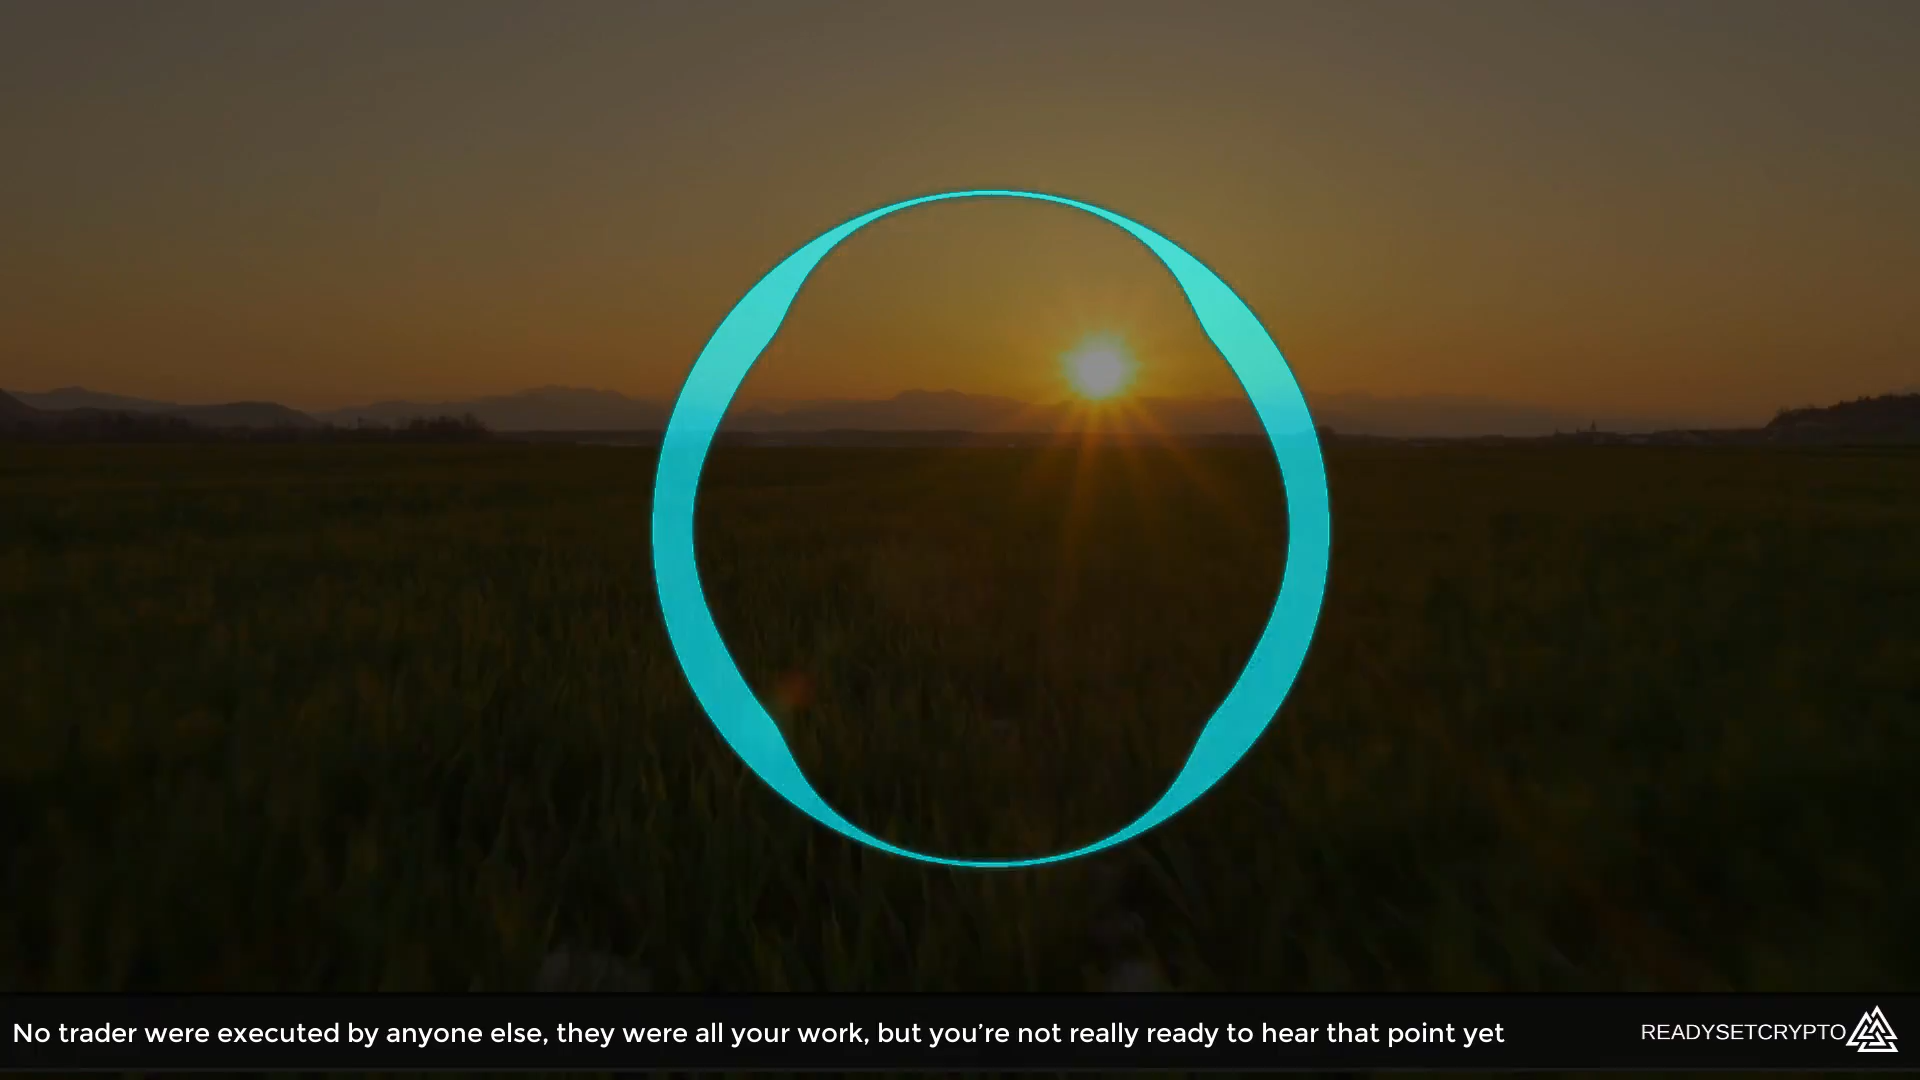 No trader were executed by anyone else, they were all your work, but you’re not really ready to hear that point yet
READYSETCRYPTO